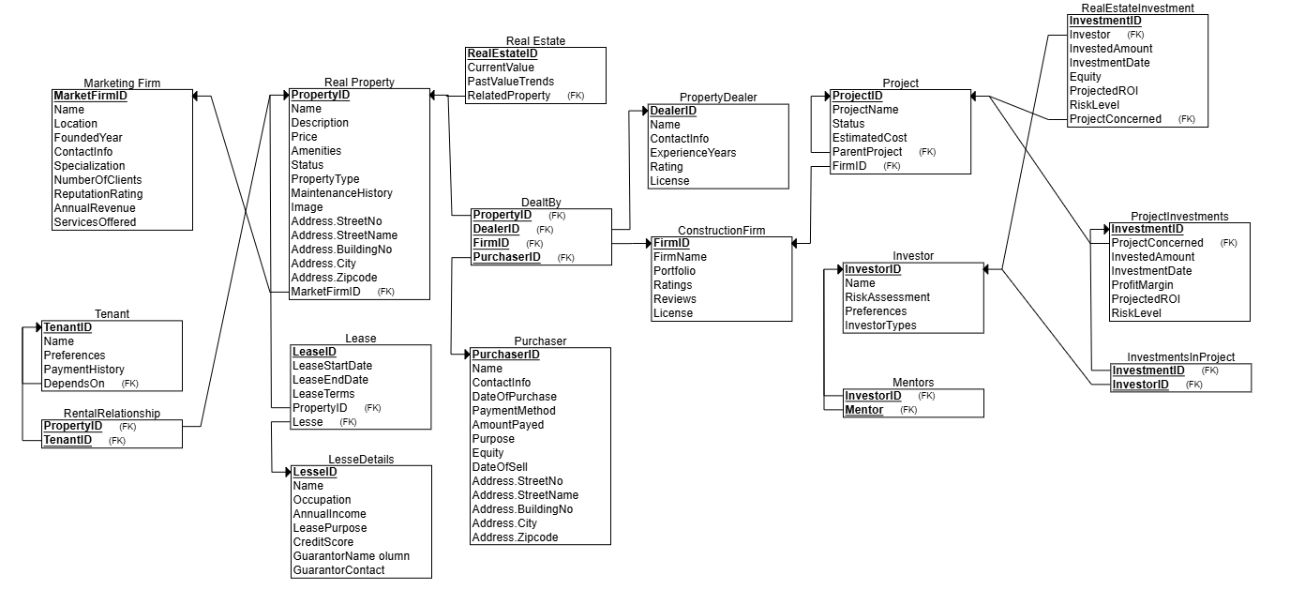 Marketing Firm
MarketFirmID
Name
Location
FoundedYear
ContactInfo
Specialization
NumberOfClients
ReputationRating
AnnualRevenue
ServicesOffered
Tenant
TenantID
Name
Preferences
PaymentHistory
DependsOn (FK)
RentalRelationship
PropertyID (FK)
TenantID (FK)
Real Property
PropertyID
Name
Description
Price
Amenities
Status
PropertyType
MaintenanceHistory
Image
Address.StreetNo
Address.StreetName
Address.BuildingNo
Address.City
Address.Zipcode
MarketFirmID (FK)
Lease
LeaseID
LeaseStartDate
LeaseEndDate
LeaseTerms
PropertyID (FK)
Lesse (FK)
LesseDetails
LesseID
Name
Occupation
AnnualIncome
LeasePurpose
CreditScore
GuarantorName olumn
GuarantorContact
Real Estate
RealEstateID
CurrentValue
PastValueTrends
RelatedProperty (FK)
DealtBy
PropertyID (FK)
DealerID (FK)
FirmID (FK)
PurchaserID (FK)
Purchaser
PurchaserID
Name
ContactInfo
DateOfPurchase
PaymentMethod
AmountPayed
Purpose
Equity
DateOfSell
Address.StreetNo
Address.StreetName
Address.BuildingNo
Address.City
Address.Zipcode
PropertyDealer
DealerID
Name
ContactInfo
ExperienceYears
Rating
License
ConstructionFirm
FirmID
FirmName
Portfolio
Ratings
Reviews
License
Project
ProjectID
ProjectName
Status
EstimatedCost
ParentProject (FK)
FirmID (FK)
Investor
InvestorID
Name
RiskAssessment
Preferences
InvestorTypes
Mentors
InvestorID (FK)
Mentor (FK)
RealEstateInvestment
InvestmentID
Investor (FK)
InvestedAmount
InvestmentDate
Equity
ProjectedROI
RiskLevel
ProjectConcerned (FK)
ProjectInvestments
InvestmentID
ProjectConcerned (FK)
InvestedAmount
InvestmentDate
ProfitMargin
ProjectedROI
RiskLevel
InvestmentsInProject
InvestmentID (FK)
InvestorID (FK)